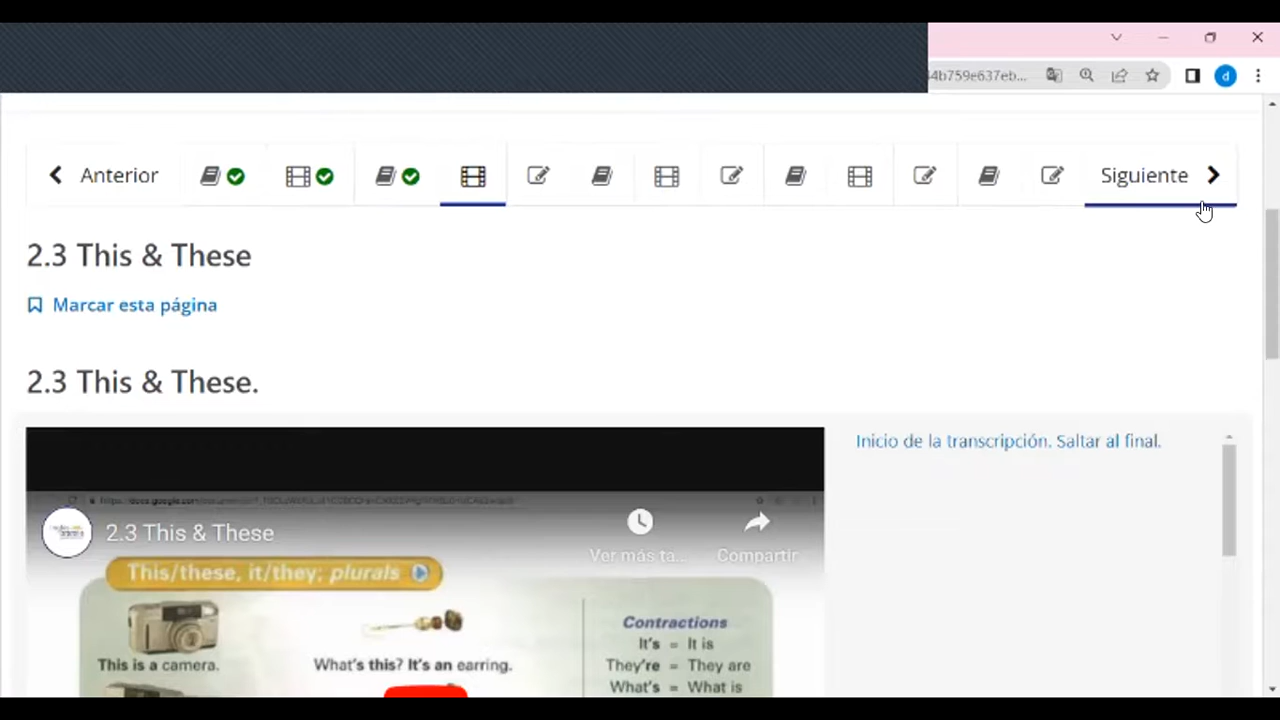 44b759e637eb...
d
Anterior
Siguiente
2.3 This & These
Marcar esta página
2.3 This & These.
Inicio de la transcripción. Saltar al final.
2.3 This & These
Ver más ta...
Compartir
This/these, it/they; plurals
Contractions
It's = It is
This is a camera.
What's this? It's an earring.
They're = They are
What's = What is